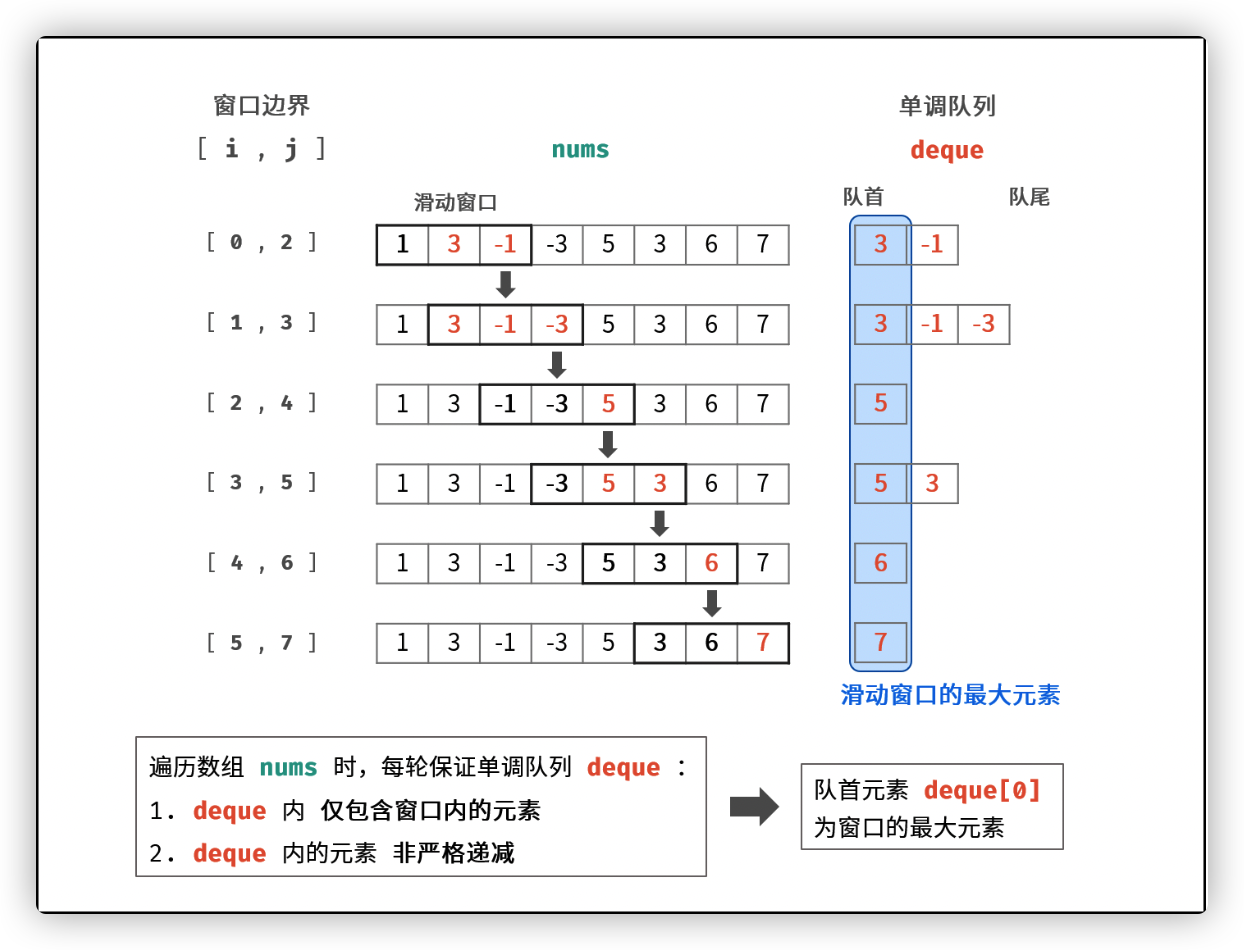 窗口边界
单调队列
[ i , j ]
nums
deque
滑动窗口
队首
队尾
[ 0 , 2 ] 1 3 -1 -3 5 3 6 7 3 -1
[ 1 , 3 ] 1 3 -1 -3 5 3 6 7 3 -1 -3
[ 2 , 4 ] 1 3 -1 -3 5 3 6 7 5
[ 3 , 5 ] 1 3 -1 -3 5 3 6 7 5 3
[ 4 , 6 ] 1 3 -1 -3 5 3 6 7 6
[ 5 , 7 ] 1 3 -1 -3 5 3 6 7 7
滑动窗口的最大元素
遍历数组 nums 时，每轮保证单调队列 deque ：
1. deque 内 仅包含窗口内的元素
2. deque 内的元素 非严格递减
队首元素 deque[0]
为窗口的最大元素